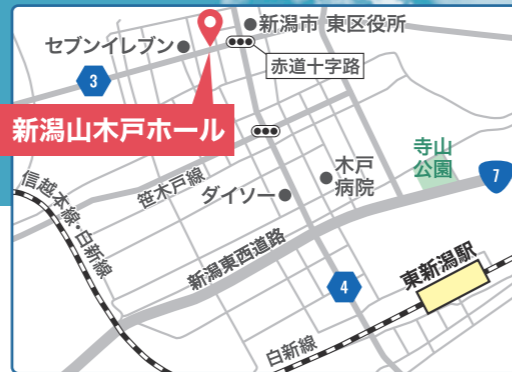 新潟市 東区役所
セブンイレブン
赤道十字路
3
新潟山木戸ホール
寺山
公園
木戸
病院
7
笹木戸線
ダイソー
信越本線・白新線
新潟東西道路
東新潟駅
4
白新線